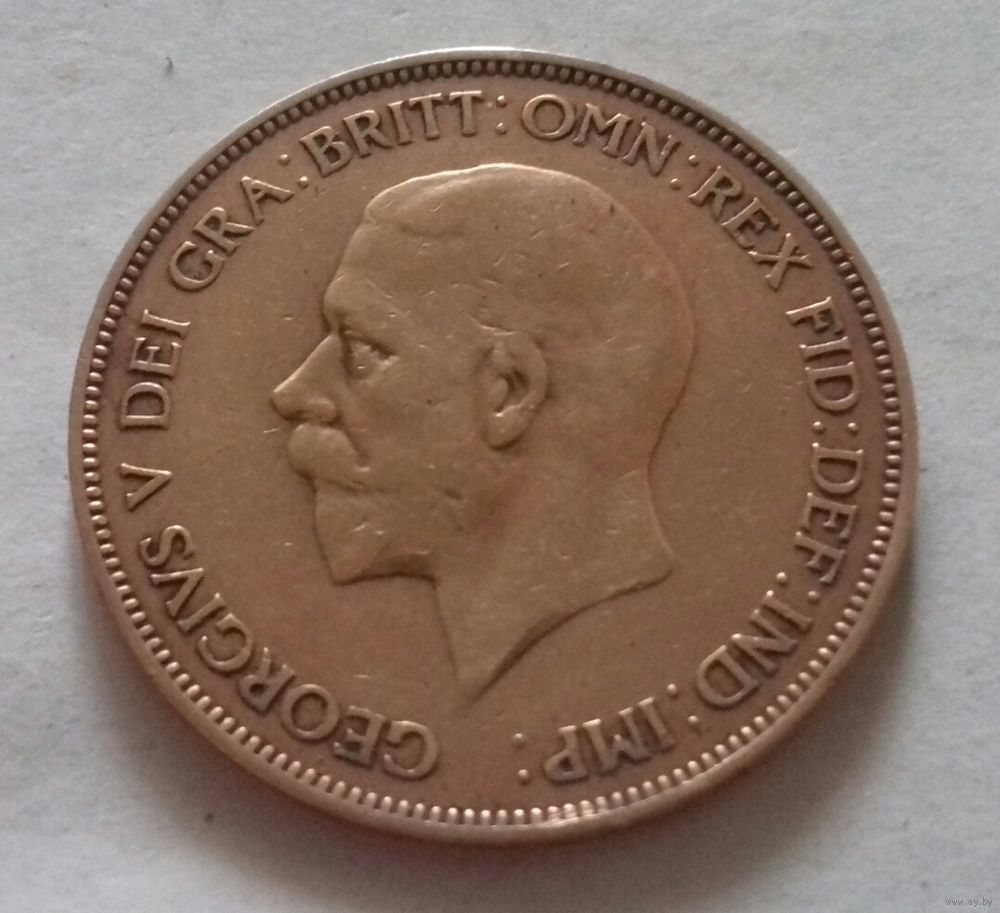 GEORGIVS V DEI GRA: BRITT: OMN: REX FID: DEF: IND: IMP:
www.ay.by